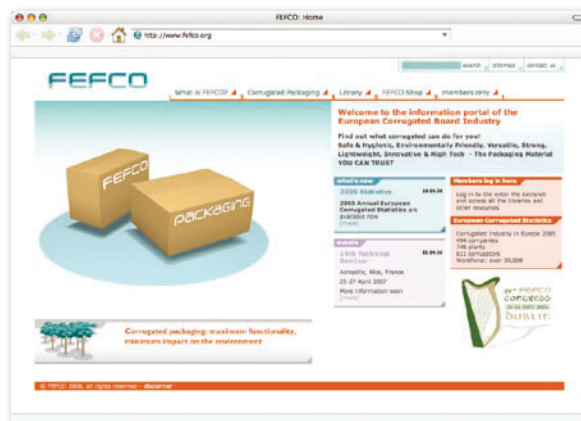 FEFCO: Home
http://www.fefco.org
search
sitemap
contact us
FEFCO
What is FEFCO?
Corrugated Packaging
Library
FEFCO Shop
members only
Welcome to the information portal of the
European Corrugated Board Industry
Find out what corrugated can do for you!
Safe & Hygienic, Environmentally Friendly, Versatile, Strong,
Lightweight, Innovative & High Tech - The Packaging Material
YOU CAN TRUST
FEFCO
PACKAGING
what's new
2005 Statistics
2005 Annual European
Corrugated Statistics are
available now
[more]
events
14th Technical
Seminar
Acropolis, Nice, France
25-27 April 2007
More information soon
[more]
Members log in here
Log in to the enter the extranet
and access all the libraries and
other resources
European Corrugated Statistics
Corrugated Industry in Europe 2005
746 plants
611 corrugators
FEFCO
CONGRESS
DUBLIN
Corrugated packaging: maximum functionality,
minimum impact on the environment
© FEFCO 2006, all rights reserved - disclaimer